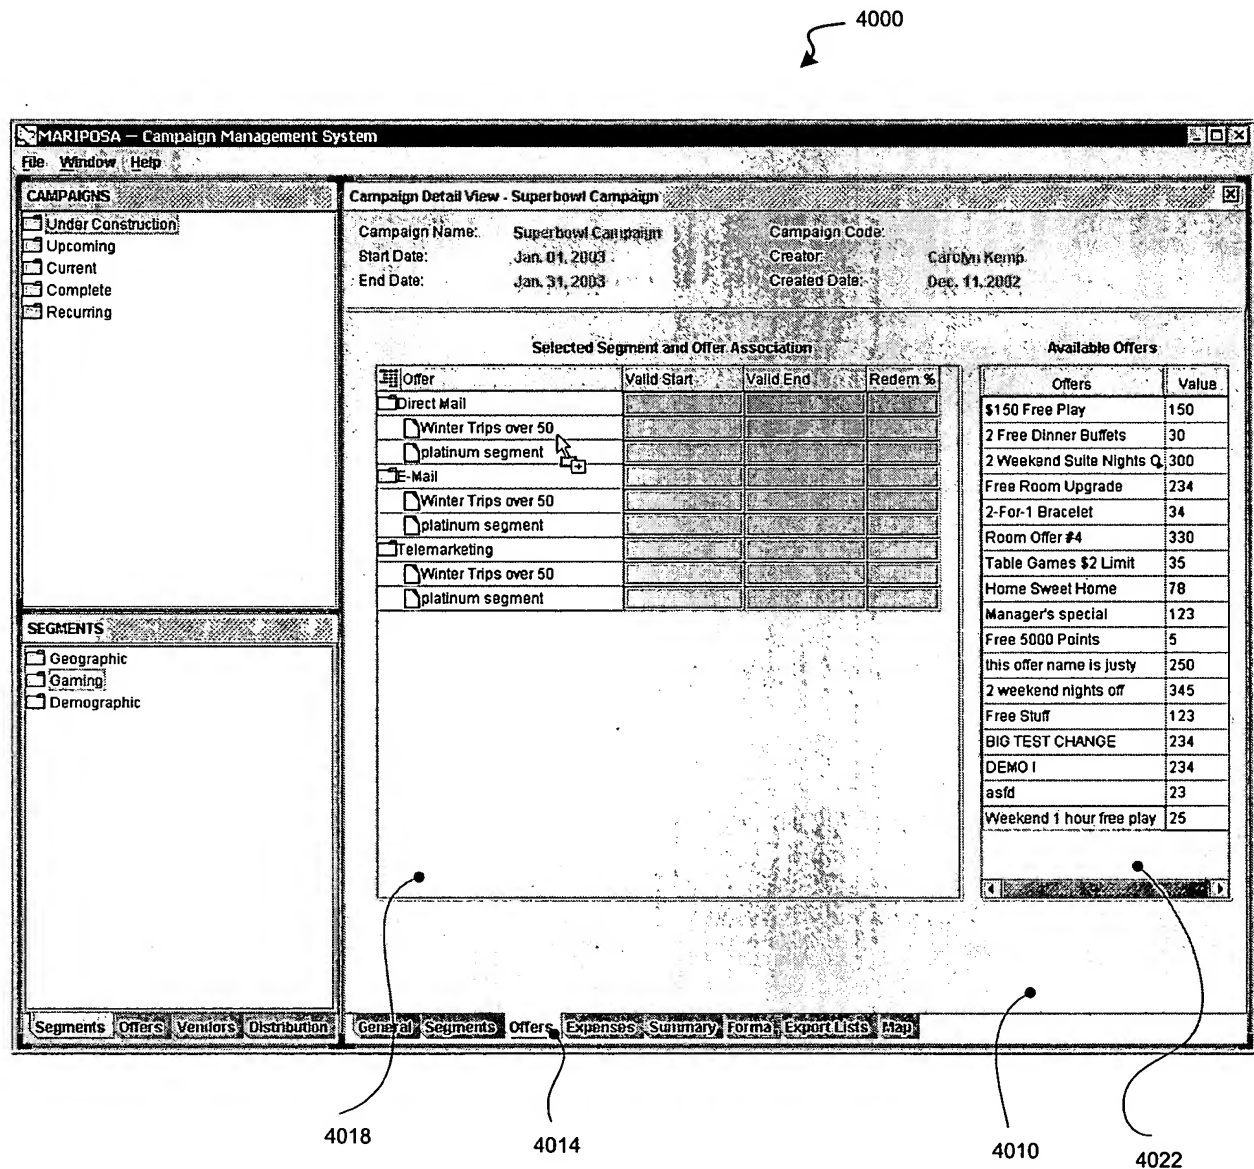 4000
MARIPOSA — Campaign Management System
File Window Help
CAMPAIGNS
Under Construction
Upcoming
Current
Complete
Recurring
SEGMENTS
Geographic
Gaming
Demographic
Segments Offers Vendors Distribution
Campaign Detail View - Superbowl Campaign
Campaign Name: Superbowl Campaign Campaign Code:
Start Date: Jan. 01, 2003 Creator: Carolyn Kemp
End Date: Jan. 31, 2003 Created Date: Dec. 11, 2002
Selected Segment and Offer Association
Offer Valid Start Valid End Redem %
Direct Mail
Winter Trips over 50
platinum segment
E-Mail
Winter Trips over 50
platinum segment
Telemarketing
Winter Trips over 50
platinum segment
Available Offers
Offers Value
$150 Free Play 150
2 Free Dinner Buffets 30
2 Weekend Suite Nights 300
Free Room Upgrade 234
2-For-1 Bracelet 34
Room Offer #4 330
Table Games $2 Limit 35
Home Sweet Home 78
Manager's special 123
Free 5000 Points 5
this offer name is justy 250
2 weekend nights off 345
Free Stuff 123
BIG TEST CHANGE 234
DEMO I 234
asfd 23
Weekend 1 hour free play 25
General Segments Offers Expenses Summary Forma Export Lists Map
4018
4014
4010
4022